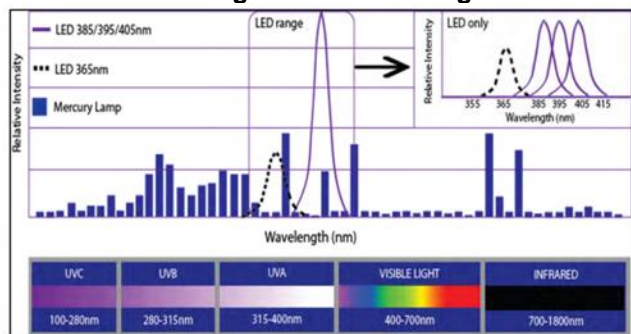 LED 385/395/405nm
LED 365nm
Mercury Lamp
LED range
LED only
Relative Intensity
Relative Intensity
355 365 385 395 405 415
Wavelength (nm)
Wavelength (nm)
UVC UVB UVA VISIBLE LIGHT INFRARED
100-280nm 280-315nm 315-400nm 400-700nm 700-1800nm